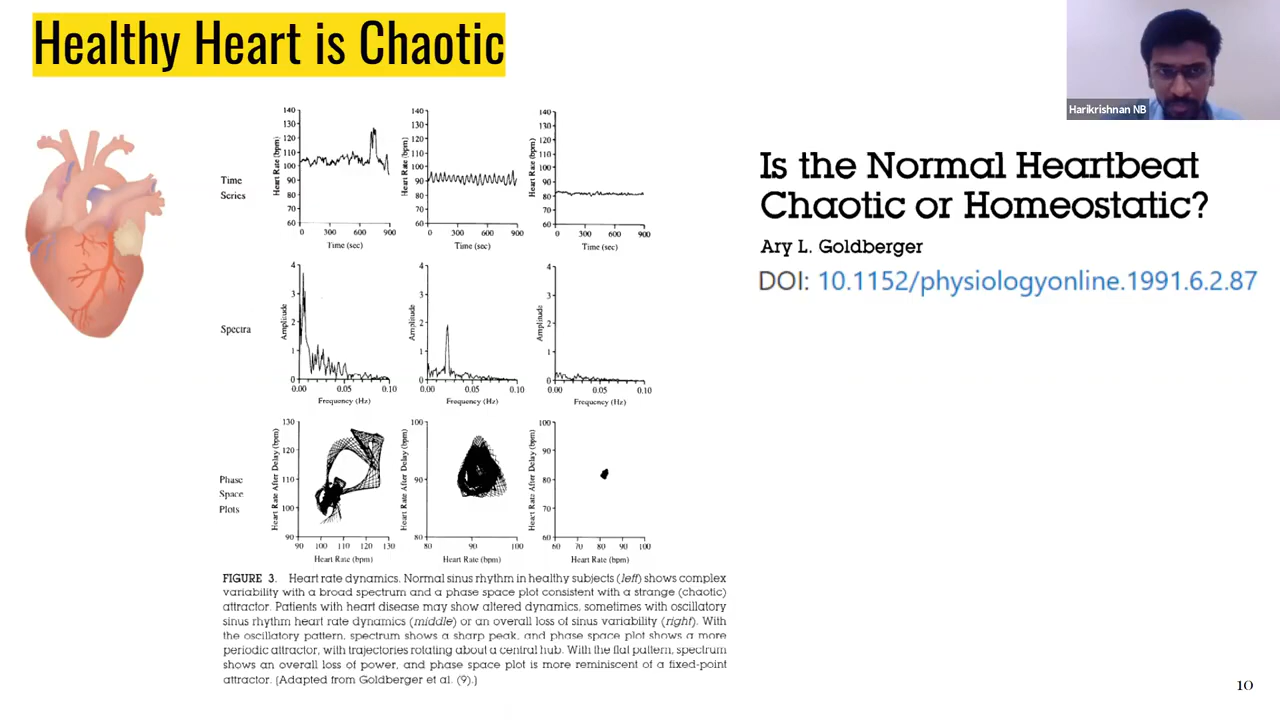 Healthy Heart is Chaotic
Harikrishnan NB
Is the Normal Heartbeat
Chaotic or Homeostatic?
Ary L. Goldberger
DOI: 10.1152/physiologyonline.1991.6.2.87
Time
Series
Heart Rate (bpm)
140
130
120
110
100
90
80
70
60
0 300 600 900
Time (sec)
Heart Rate (bpm)
140
130
120
110
100
90
80
70
60
0 300 600 900
Time (sec)
Heart Rate (bpm)
140
130
120
110
100
90
80
70
60
0 300 600 900
Time (sec)
Spectra
Amplitude
4
3
2
1
0
0.00 0.05 0.10
Frequency (Hz)
Amplitude
4
3
2
1
0
0.00 0.05 0.10
Frequency (Hz)
Amplitude
4
3
2
1
0
0.00 0.05 0.10
Frequency (Hz)
Phase
Space
Plots
Heart Rate After Delay (bpm)
130
120
110
100
90
90 100 110 120 130
Heart Rate (bpm)
Heart Rate After Delay (bpm)
100
90
80
80 90 100
Heart Rate (bpm)
Heart Rate After Delay (bpm)
100
90
80
70
60
60 70 80 90 100
Heart Rate (bpm)
FIGURE 3. Heart rate dynamics. Normal sinus rhythm in healthy subjects (left) shows complex
variability with a broad spectrum and a phase space plot consistent with a strange (chaotic)
attractor. Patients with heart disease may show altered dynamics, sometimes with oscillatory
sinus rhythm heart rate dynamics (middle) or an overall loss of sinus variability (right). With
the oscillatory pattern, spectrum shows a sharp peak, and phase space plot shows a more
periodic attractor, with trajectories rotating about a central hub. With the flat pattern, spectrum
shows an overall loss of power, and phase space plot is more reminiscent of a fixed-point
attractor. (Adapted from Goldberger et al. (9).)
10